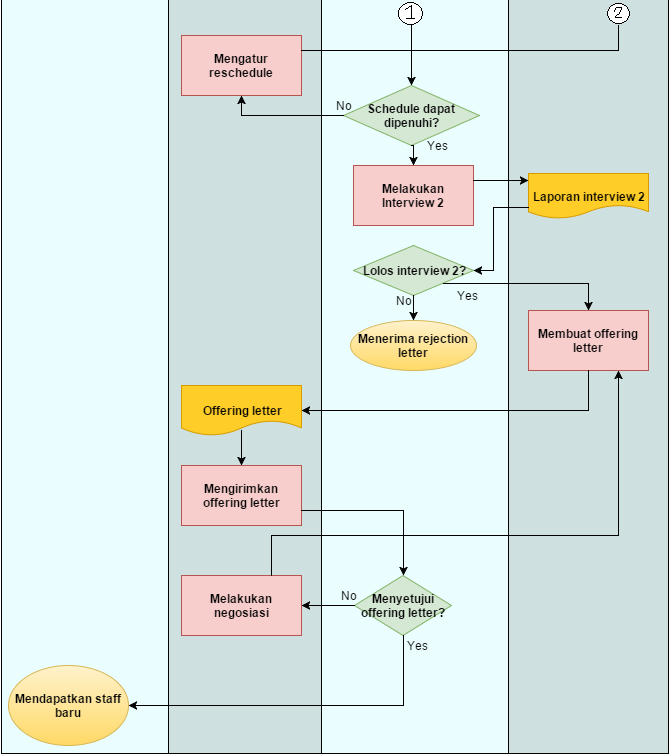 1
2
Mengatur
reschedule
No
Schedule dapat
dipenuhi?
Yes
Melakukan
Interview 2
Laporan interview 2
Lolos interview 2?
No
Yes
Menerima rejection
letter
Membuat offering
letter
Offering letter
Mengirimkan
offering letter
Melakukan
negosiasi
No
Menyetujui
offering letter?
Yes
Mendapatkan staff
baru